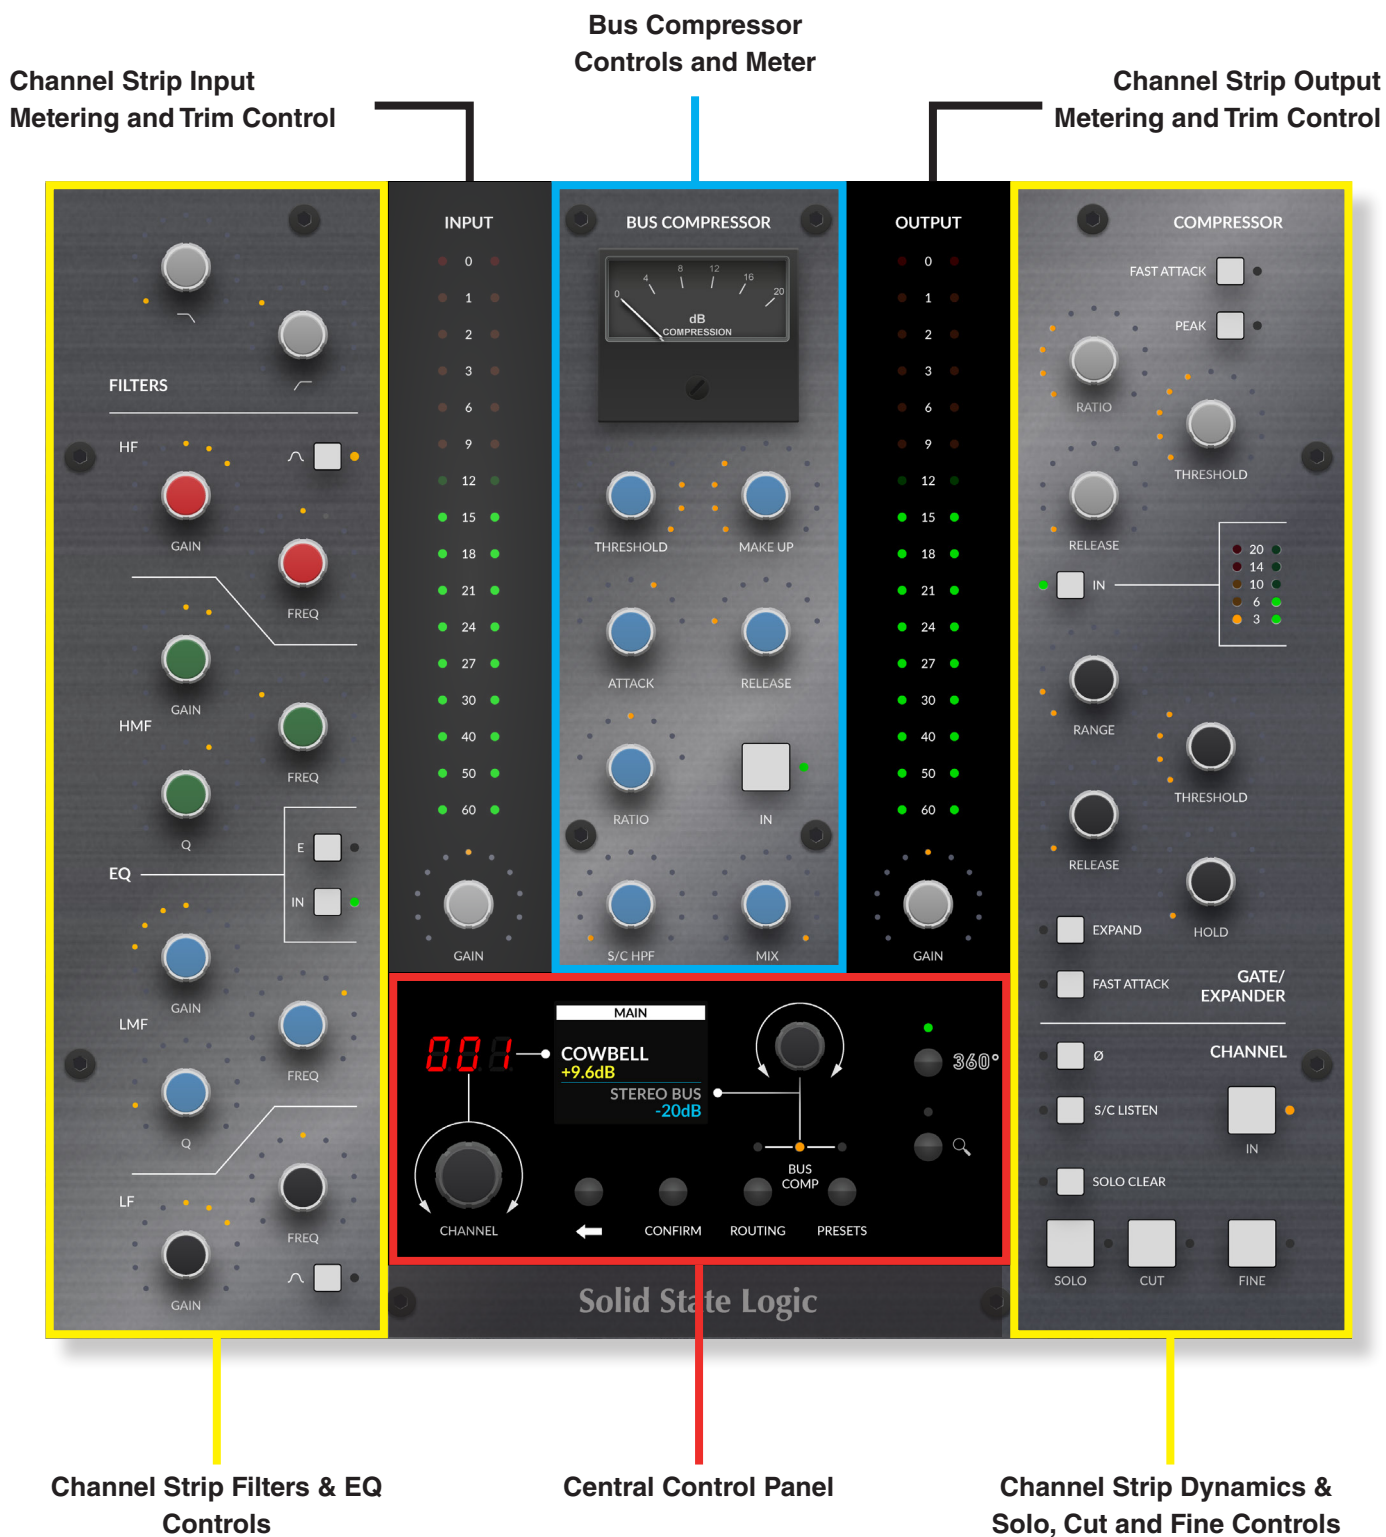 Bus Compressor
Controls and Meter
Channel Strip Input
Metering and Trim Control
Channel Strip Output
Metering and Trim Control
FILTERS
HF
GAIN
FREQ
GAIN
HMF
FREQ
Q
E
EQ
IN
GAIN
LMF
FREQ
Q
LF
FREQ
GAIN
INPUT
0
1
2
3
6
9
12
15
18
21
24
27
30
40
50
60
GAIN
BUS COMPRESSOR
0 4 8 12 16 20
dB
COMPRESSION
THRESHOLD MAKE UP
ATTACK RELEASE
RATIO IN
S/C HPF MIX
OUTPUT
0
1
2
3
6
9
12
15
18
21
24
27
30
40
50
60
GAIN
COMPRESSOR
FAST ATTACK
PEAK
RATIO
THRESHOLD
RELEASE
IN
20
14
10
6
3
RANGE
THRESHOLD
RELEASE
HOLD
EXPAND
FAST ATTACK
GATE/
EXPANDER
Ø
CHANNEL
S/C LISTEN
IN
SOLO CLEAR
SOLO CUT FINE
001
MAIN
COWBELL
+9.6dB
STEREO BUS
-20dB
360°
BUS
COMP
CHANNEL
CONFIRM
ROUTING
PRESETS
Solid State Logic
Channel Strip Filters & EQ
Controls
Central Control Panel
Channel Strip Dynamics &
Solo, Cut and Fine Controls